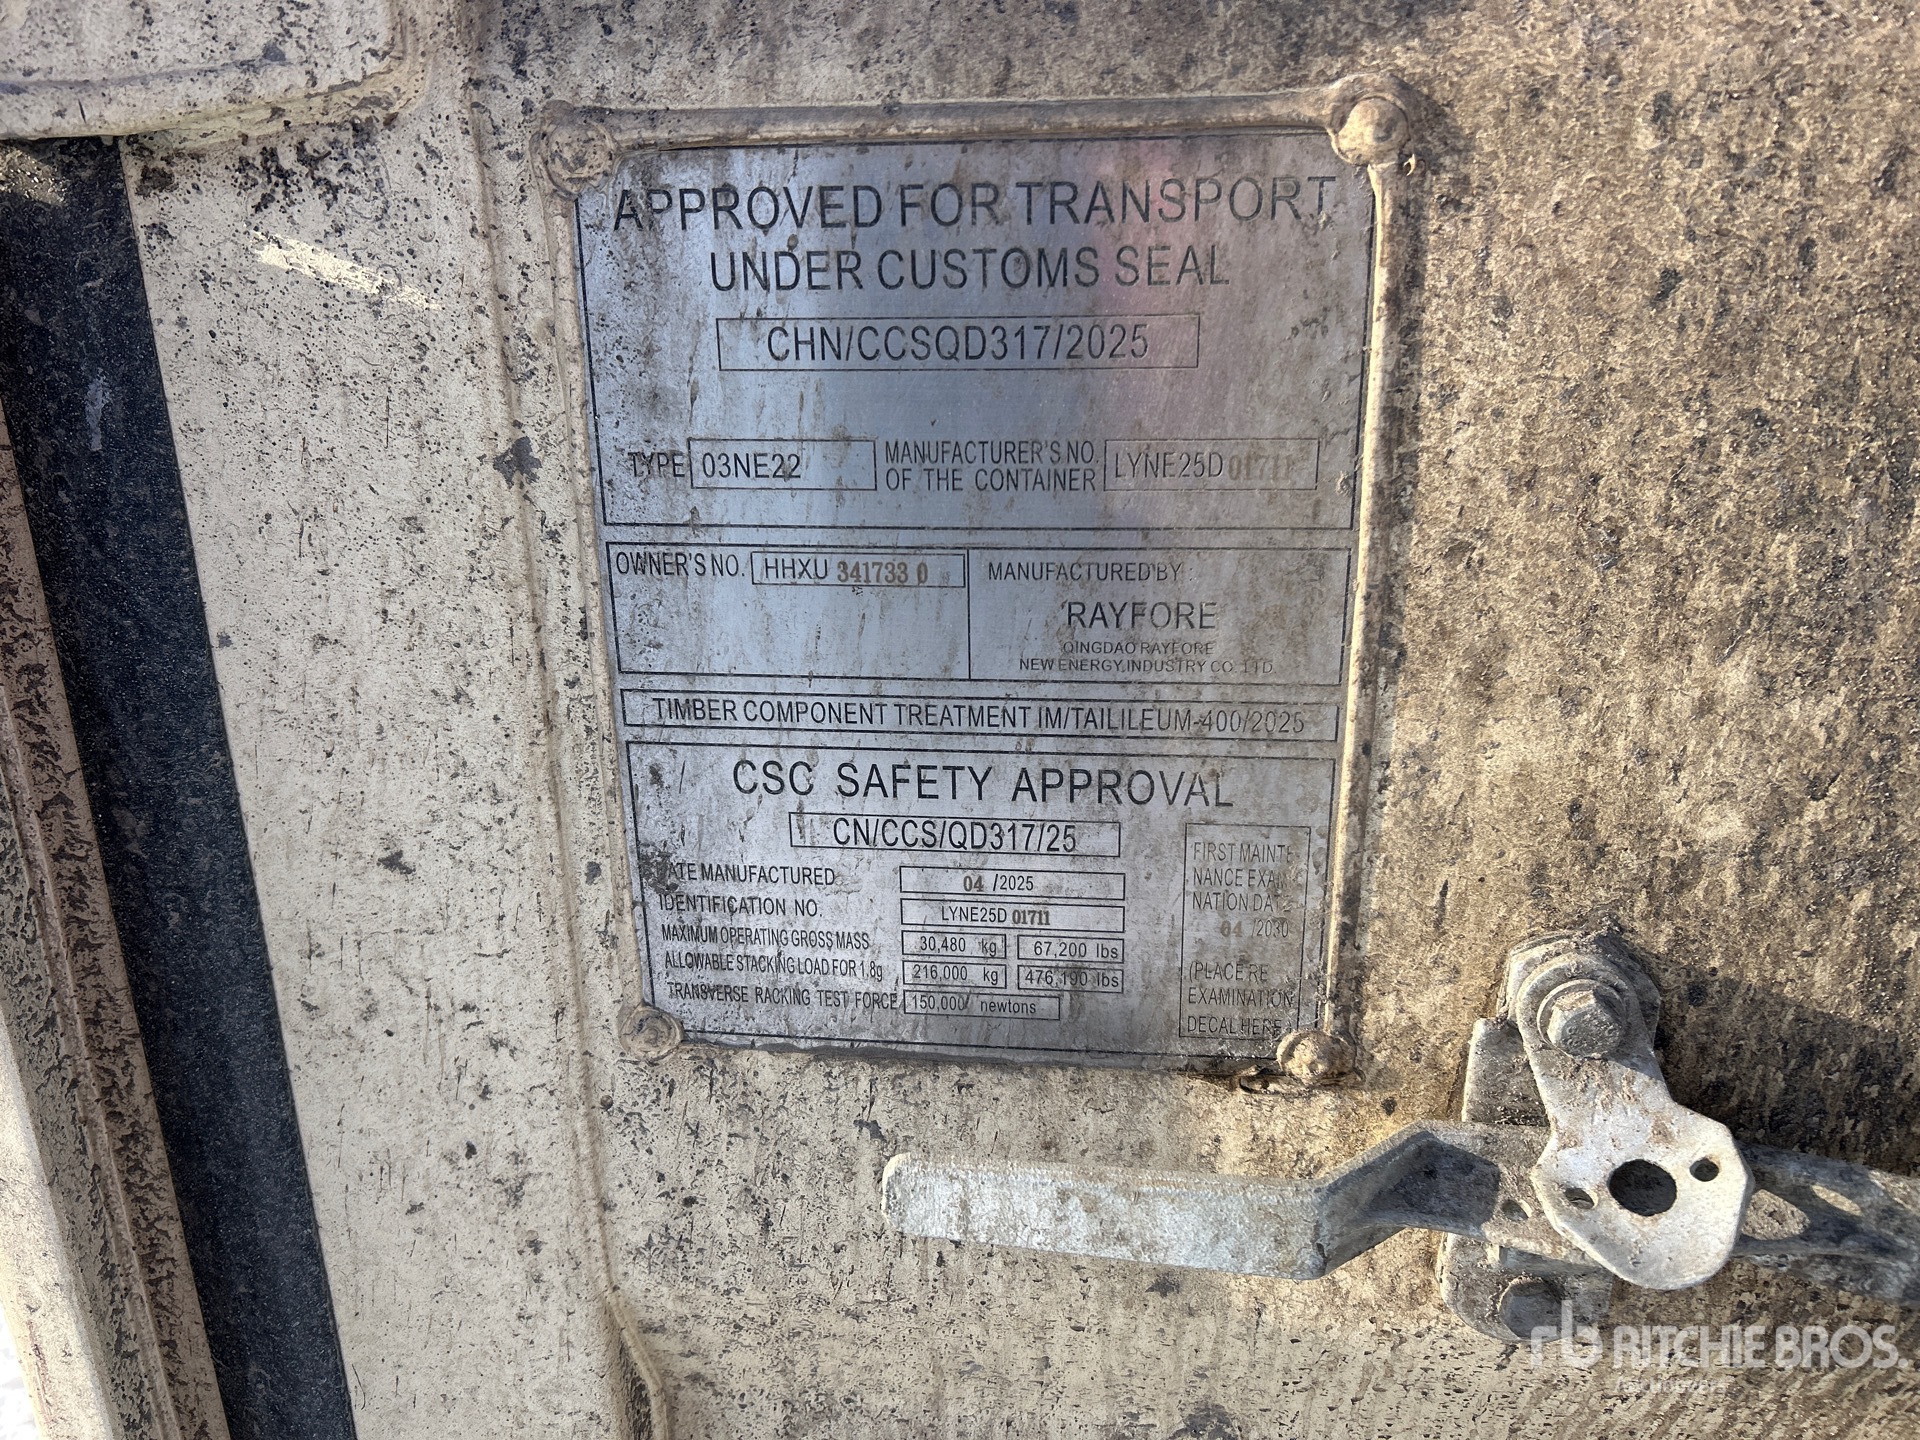 APPROVED FOR TRANSPORT
UNDER CUSTOMS SEAL
CHN/CCSQD317/2025
TYPE 03NE22 MANUFACTURER'S NO. OF THE CONTAINER LYNE25D 01711
OWNER'S NO. HHXU 341733 0
MANUFACTURED BY :
RAYFORE
QINGDAO RAYFORE
NEW ENERGY INDUSTRY CO. LTD
TIMBER COMPONENT TREATMENT IM/TAILILEUM-400/2025
CSC SAFETY APPROVAL
CN/CCS/QD317/25
DATE MANUFACTURED 04 /2025
IDENTIFICATION NO. LYNE25D 01711
MAXIMUM OPERATING GROSS MASS 30,480 kg 67,200 lbs
ALLOWABLE STACKING LOAD FOR 1.8g 216,000 kg 476,190 lbs
TRANSVERSE RACKING TEST FORCE 150,000 newtons
FIRST MAINTE-
NANCE EXAMI-
NATION DATE
04 /2030
(PLACE RE
EXAMINATION
DECAL HERE)
rb RITCHIE BROS.